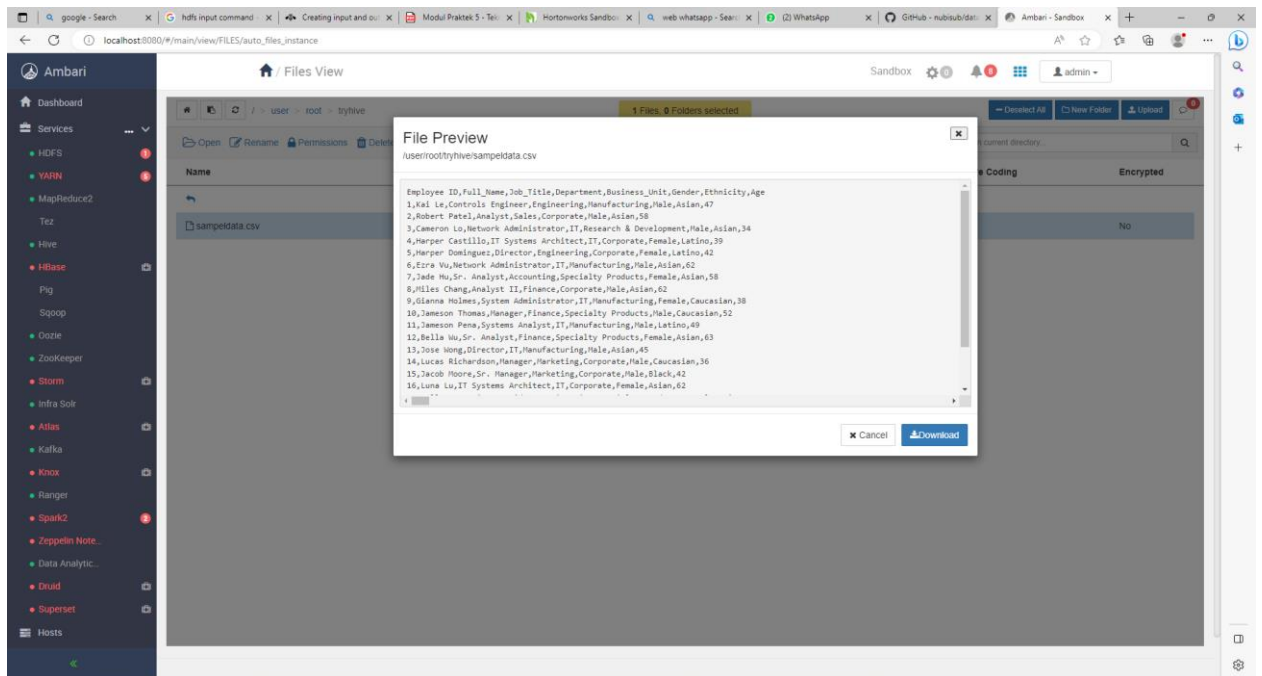 google - Search
hdfs input command -
Creating input and out
Modul Praktek 5 - Tek
Hortonworks Sandbox
web whatsapp - Searc
(2) WhatsApp
GitHub - nubisub/dat
Ambari - Sandbox
localhost:8080/#/main/view/FILES/auto_files_instance
Ambari
/ Files View
Sandbox
admin
Dashboard
Services
HDFS 1
YARN
MapReduce2
Tez
Hive
HBase
Pig
Sqoop
Oozie
ZooKeeper
Storm
Infra Solr
Atlas
Kafka
Knox
Ranger
Spark2 2
Zeppelin Note...
Data Analytic...
Druid
Superset
Hosts
/ > user > root > tryhive
1 Files, 0 Folders selected
Deselect All
New Folder
Upload
0
Open
Rename
Permissions
Delete
current directory...
Name
Coding
Encrypted
sampeldata.csv
No
File Preview
/user/root/tryhive/sampeldata.csv
Employee ID,Full_Name,Job_Title,Department,Business_Unit,Gender,Ethnicity,Age
1,Kai Le,Controls Engineer,Engineering,Manufacturing,Male,Asian,47
2,Robert Patel,Analyst,Sales,Corporate,Male,Asian,58
3,Cameron Lo,Network Administrator,IT,Research & Development,Male,Asian,34
4,Harper Castillo,IT Systems Architect,IT,Corporate,Female,Latino,39
5,Harper Dominguez,Director,Engineering,Corporate,Female,Latino,42
6,Ezra Vu,Network Administrator,IT,Manufacturing,Male,Asian,62
7,Jade Hu,Sr. Analyst,Accounting,Specialty Products,Female,Asian,58
8,Miles Chang,Analyst II,Finance,Corporate,Male,Asian,62
9,Gianna Holmes,System Administrator,IT,Manufacturing,Female,Caucasian,38
10,Jameson Thomas,Manager,Finance,Specialty Products,Male,Caucasian,52
11,Jameson Pena,Systems Analyst,IT,Manufacturing,Male,Latino,49
12,Bella Wu,Sr. Analyst,Finance,Specialty Products,Female,Asian,63
13,Jose Wong,Director,IT,Manufacturing,Male,Asian,45
14,Lucas Richardson,Manager,Marketing,Corporate,Male,Caucasian,36
15,Jacob Moore,Sr. Manager,Marketing,Corporate,Male,Black,42
16,Luna Lu,IT Systems Architect,IT,Corporate,Female,Asian,62
Cancel
Download